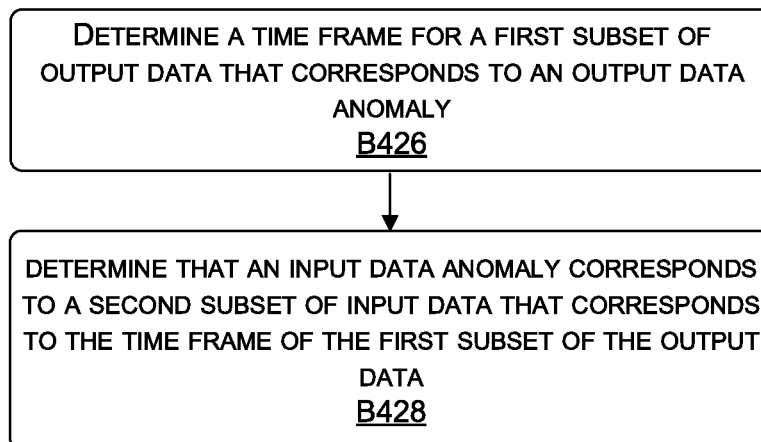 DETERMINE A TIME FRAME FOR A FIRST SUBSET OF
OUTPUT DATA THAT CORRESPONDS TO AN OUTPUT DATA
ANOMALY
B426
DETERMINE THAT AN INPUT DATA ANOMALY CORRESPONDS
TO A SECOND SUBSET OF INPUT DATA THAT CORRESPONDS
TO THE TIME FRAME OF THE FIRST SUBSET OF THE OUTPUT
DATA
B428